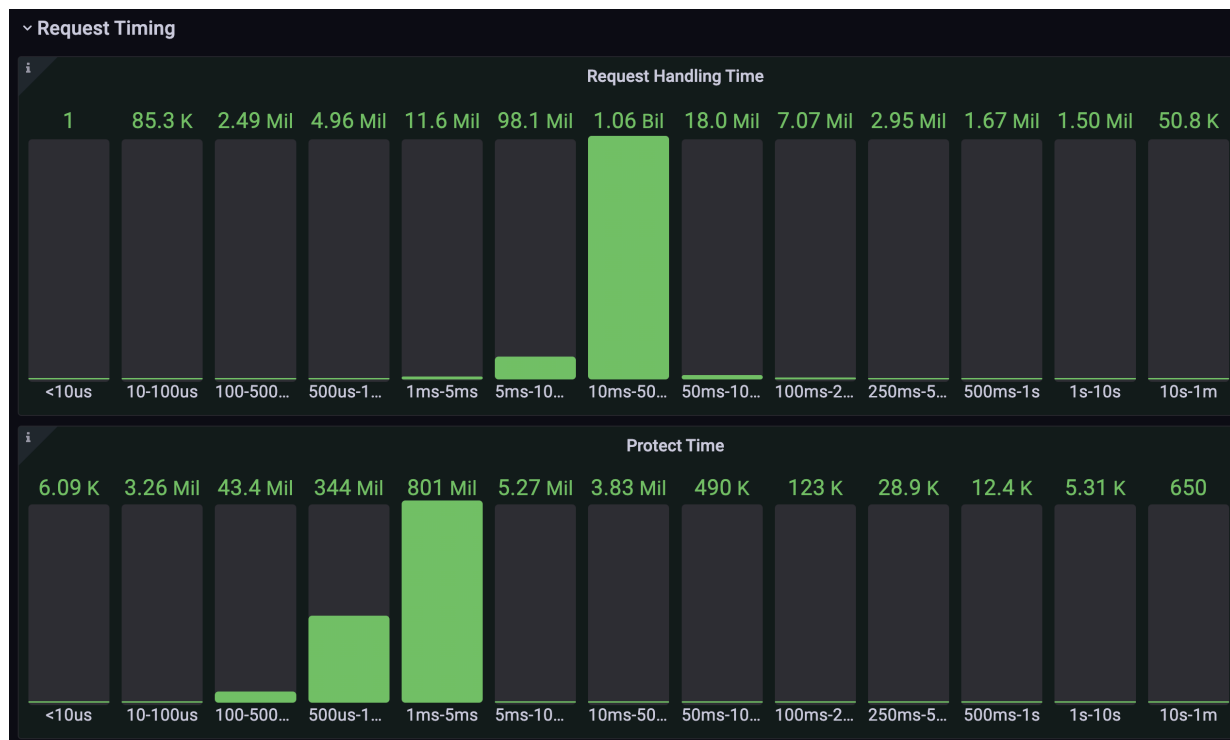 Request Timing
i
Request Handling Time
1 85.3 K 2.49 Mil 4.96 Mil 11.6 Mil 98.1 Mil 1.06 Bil 18.0 Mil 7.07 Mil 2.95 Mil 1.67 Mil 1.50 Mil 50.8 K
<10us 10-100us 100-500... 500us-1... 1ms-5ms 5ms-10... 10ms-50... 50ms-10... 100ms-2... 250ms-5... 500ms-1s 1s-10s 10s-1m
i
Protect Time
6.09 K 3.26 Mil 43.4 Mil 344 Mil 801 Mil 5.27 Mil 3.83 Mil 490 K 123 K 28.9 K 12.4 K 5.31 K 650
<10us 10-100us 100-500... 500us-1... 1ms-5ms 5ms-10... 10ms-50... 50ms-10... 100ms-2... 250ms-5... 500ms-1s 1s-10s 10s-1m